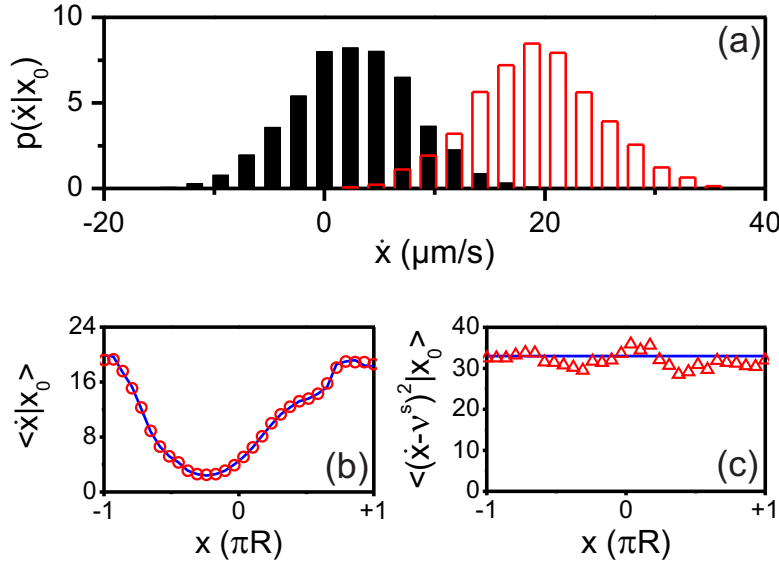 10
(a)
5
0
p(ẋ|x₀)
-20
0
20
40
ẋ (μm/s)
24
16
8
0
<ẋ|x₀>
(b)
-1
0
+1
x (πR)
40
30
20
10
0
<(ẋ-νˢ)²|x₀>
(c)
-1
0
+1
x (πR)